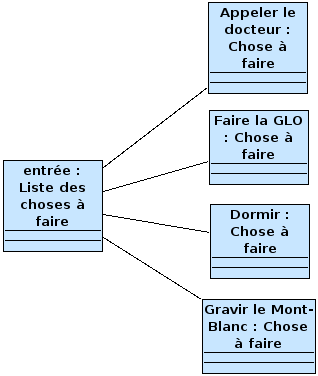 Appeler le
docteur :
Chose à
faire
Faire la GLO
: Chose à
faire
entrée :
Liste des
choses à
faire
Dormir :
Chose à
faire
Gravir le Mont-
Blanc : Chose
à faire